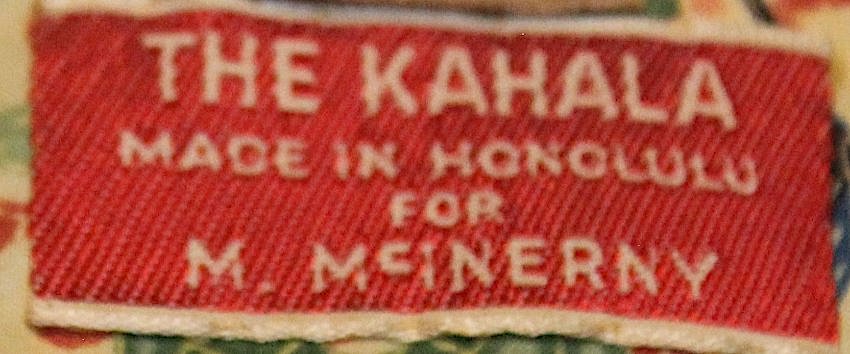 THE KAHALA
MADE IN HONOLULU
FOR
M. McINERNY